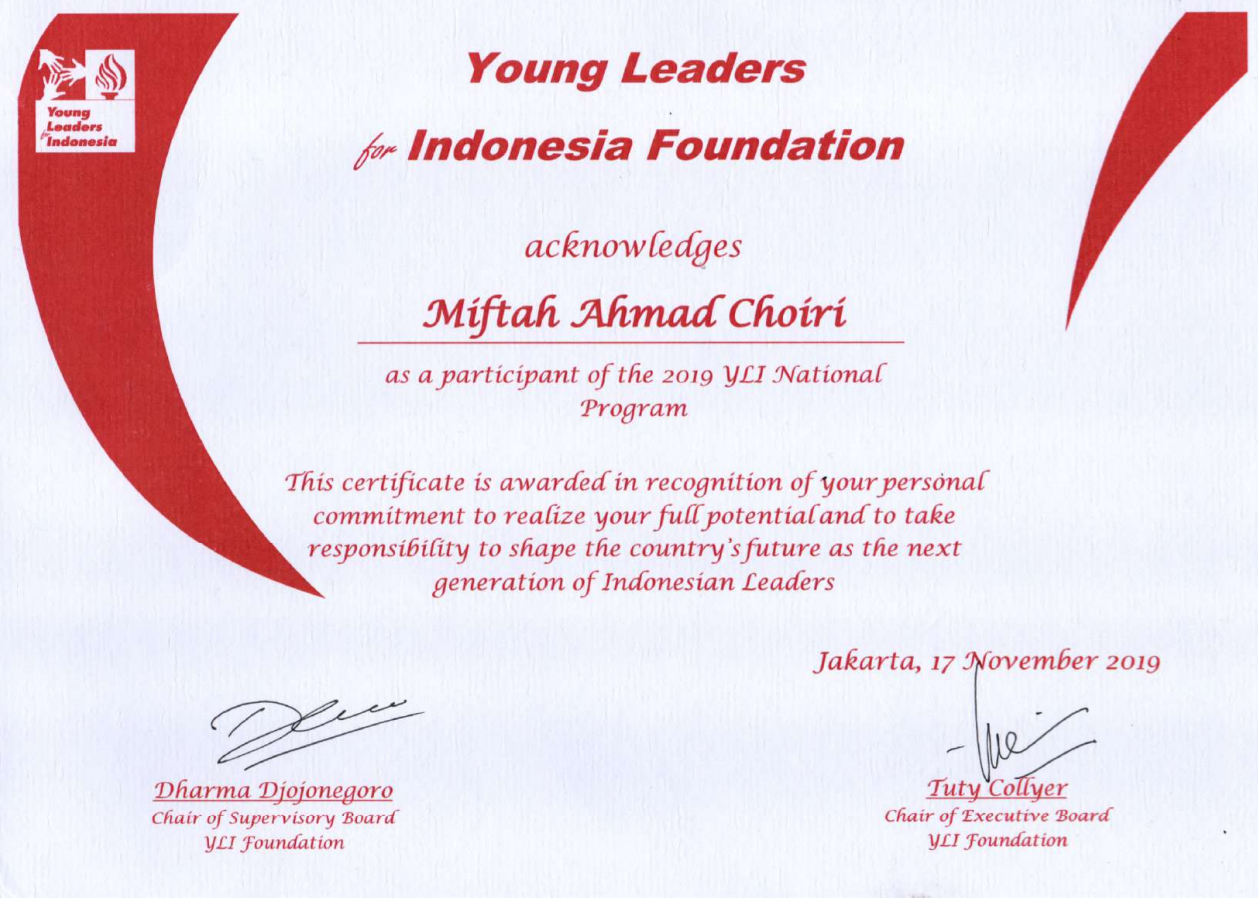 Young
Leaders
for Indonesia
Young Leaders
for Indonesia Foundation
acknowledges
Miftah Ahmad Choiri
as a participant of the 2019 YLI National
Program
This certificate is awarded in recognition of your personal
commitment to realize your full potential and to take
responsibility to shape the country's future as the next
generation of Indonesian Leaders
Jakarta, 17 November 2019
Dharma Djojonegoro
Chair of Supervisory Board
YLI Foundation
Tuty Collyer
Chair of Executive Board
YLI Foundation